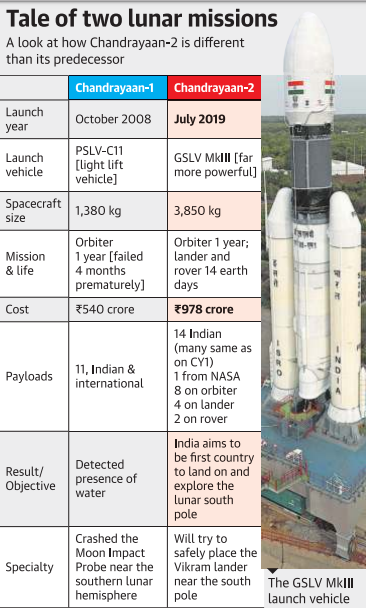 Tale of two lunar missions
A look at how Chandrayaan-2 is different
than its predecessor
Chandrayaan-1 Chandrayaan-2
Launch
year
October 2008
July 2019
Launch
vehicle
PSLV-C11
[light lift
vehicle]
GSLV MkIII [far
more powerful]
Spacecraft
size
1,380 kg
3,850 kg
Mission
& life
Orbiter
1 year [failed
4 months
prematurely]
Orbiter 1 year;
lander and
rover 14 earth
days
Cost
₹540 crore
₹978 crore
Payloads
11, Indian &
international
14 Indian
(many same as
on CY1)
1 from NASA
8 on orbiter
4 on lander
2 on rover
Result/
Objective
Detected
presence of
water
India aims to
be first country
to land on and
explore the
lunar south
pole
Specialty
Crashed the
Moon Impact
Probe near the
southern lunar
hemisphere
Will try to
safely place the
Vikram lander
near the south
pole
ISRO
INDIA
The GSLV MkIII
launch vehicle